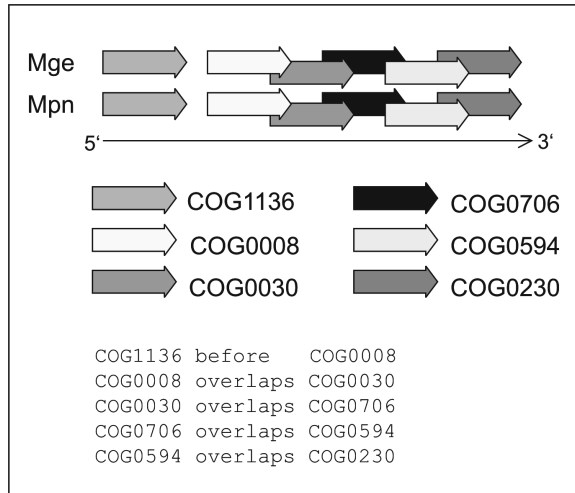 Mge
Mpn
5‘ 3‘
COG1136 COG0706
COG0008 COG0594
COG0030 COG0230
COG1136 before COG0008
COG0008 overlaps COG0030
COG0030 overlaps COG0706
COG0706 overlaps COG0594
COG0594 overlaps COG0230